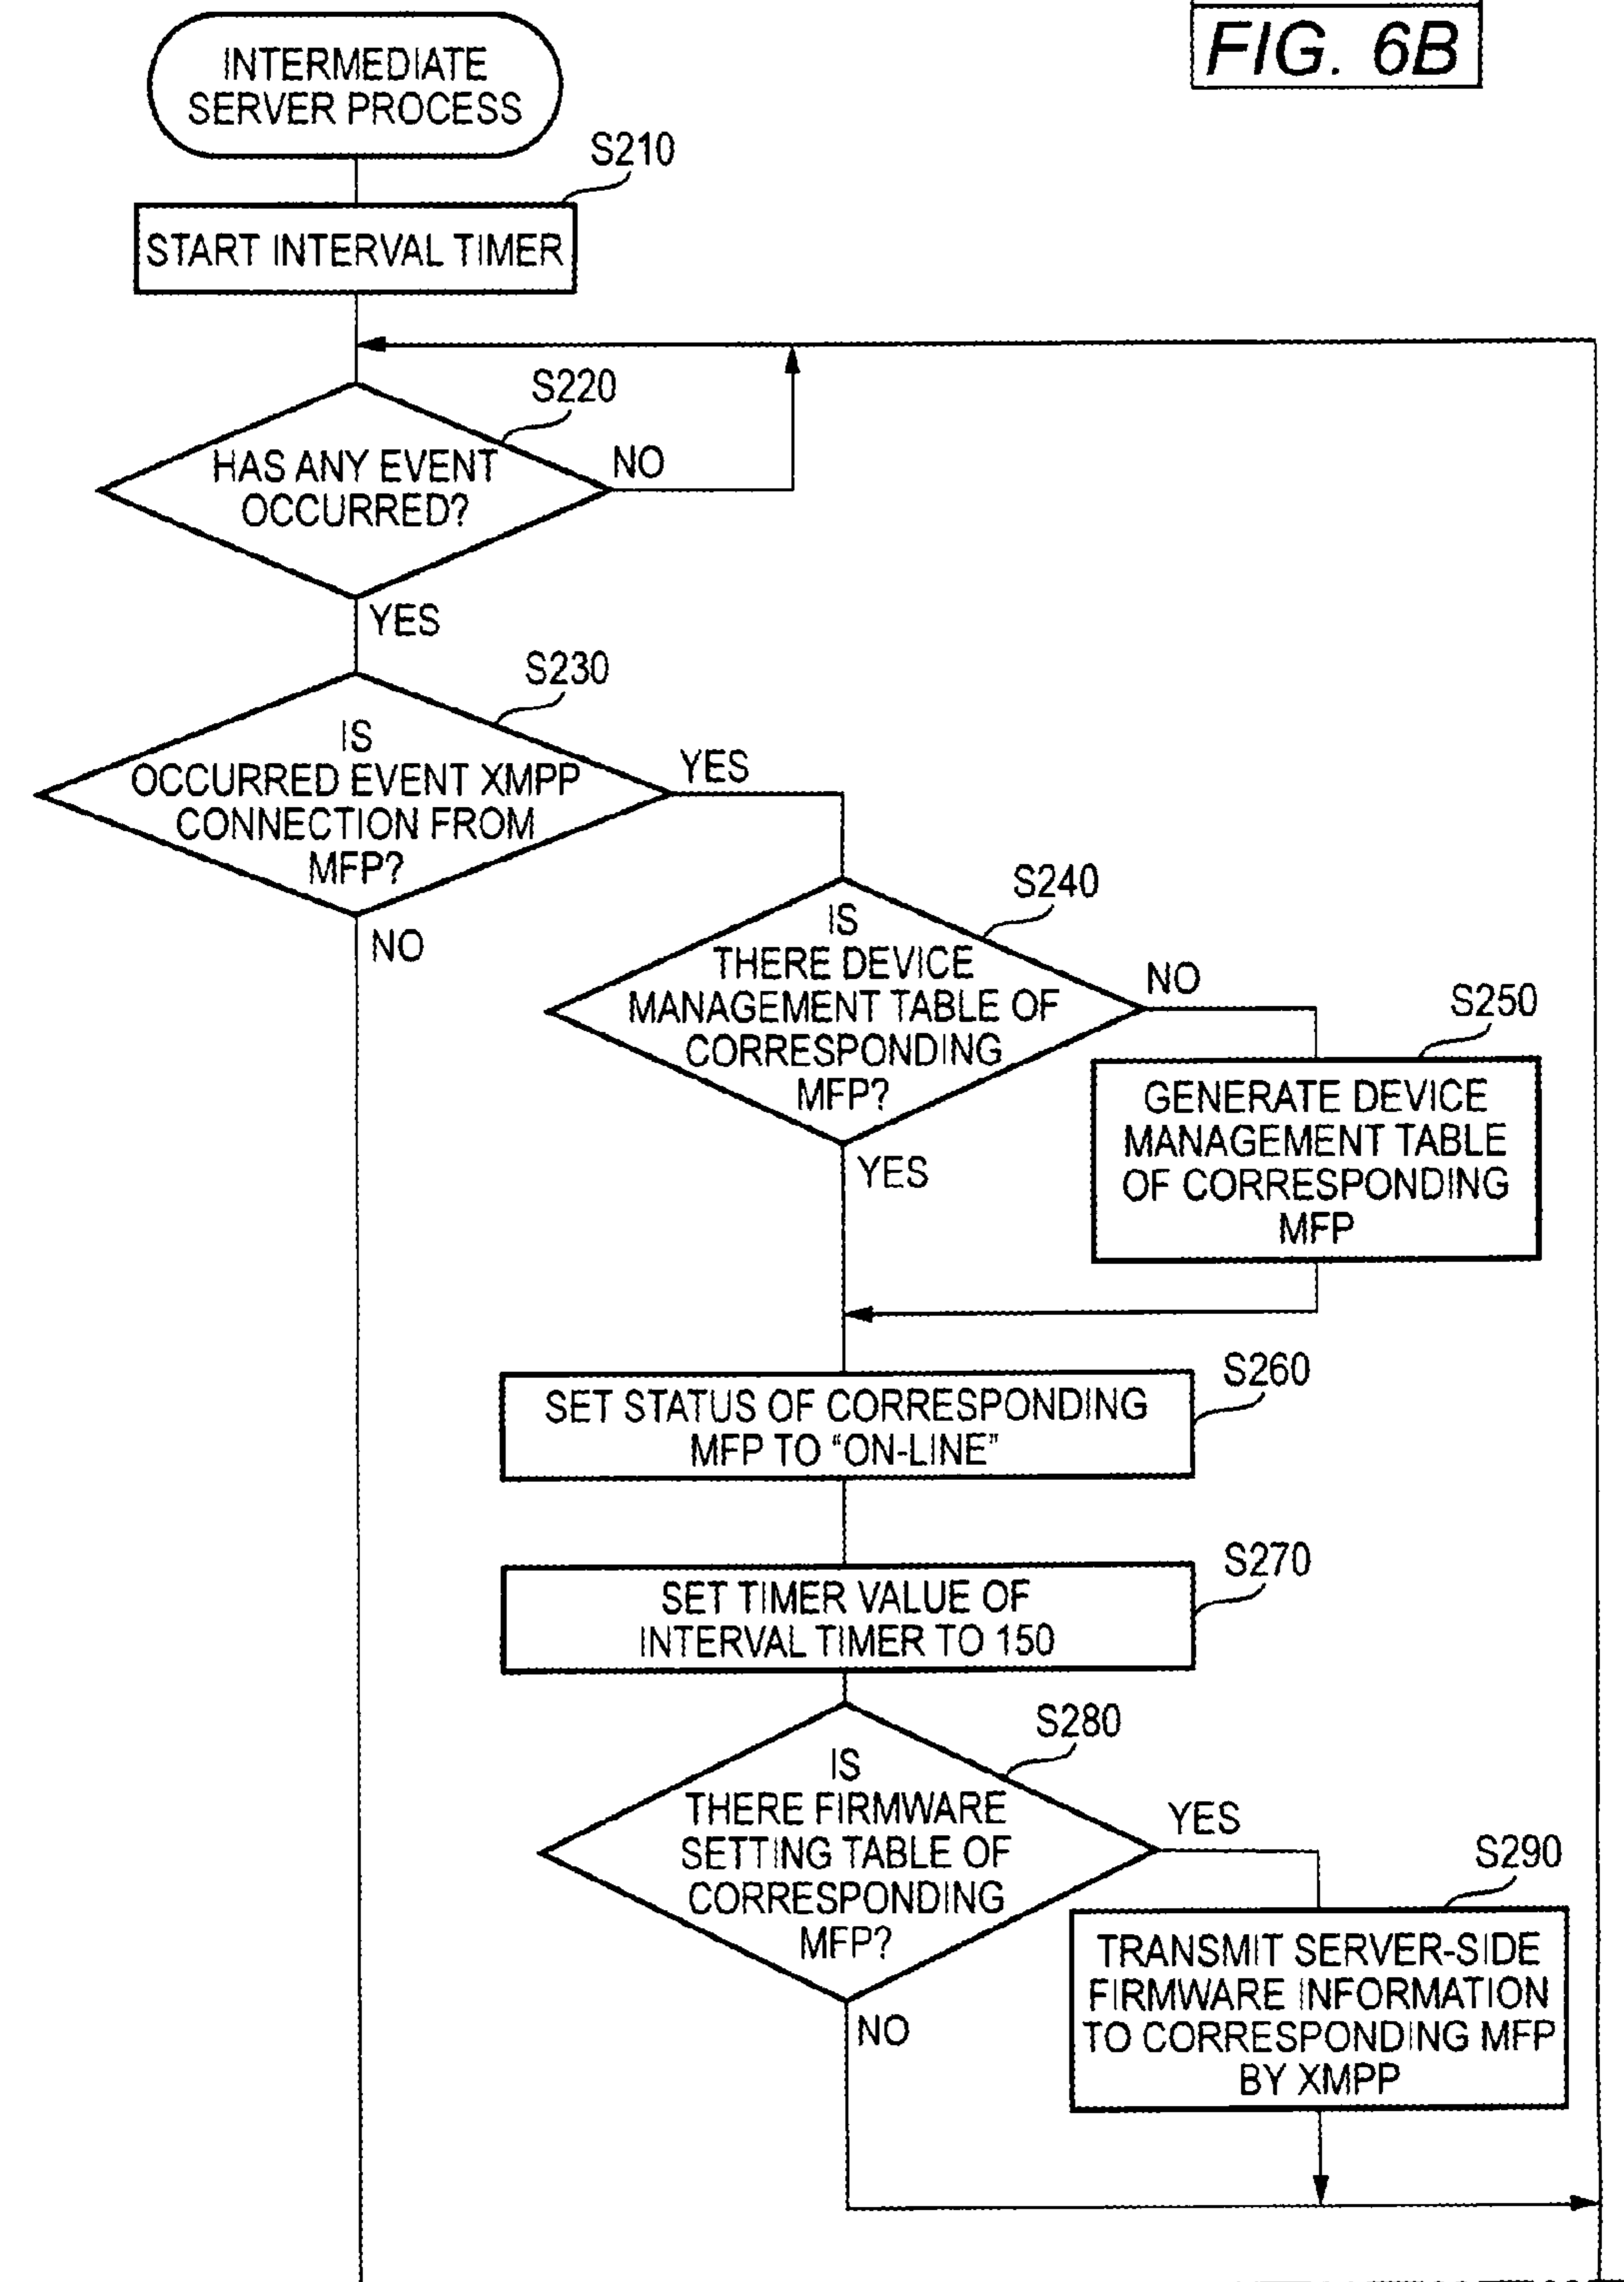 FIG. 6B
INTERMEDIATE
SERVER PROCESS
S210
START INTERVAL TIMER
S220
HAS ANY EVENT
OCCURRED?
NO
YES
S230
IS
OCCURRED EVENT XMPP
CONNECTION FROM
MFP?
YES
NO
S240
IS
THERE DEVICE
MANAGEMENT TABLE OF
CORRESPONDING
MFP?
NO
YES
S250
GENERATE DEVICE
MANAGEMENT TABLE
OF CORRESPONDING
MFP
S260
SET STATUS OF CORRESPONDING
MFP TO “ON-LINE”
S270
SET TIMER VALUE OF
INTERVAL TIMER TO 150
S280
IS
THERE FIRMWARE
SETTING TABLE OF
CORRESPONDING
MFP?
YES
NO
S290
TRANSMIT SERVER-SIDE
FIRMWARE INFORMATION
TO CORRESPONDING MFP
BY XMPP